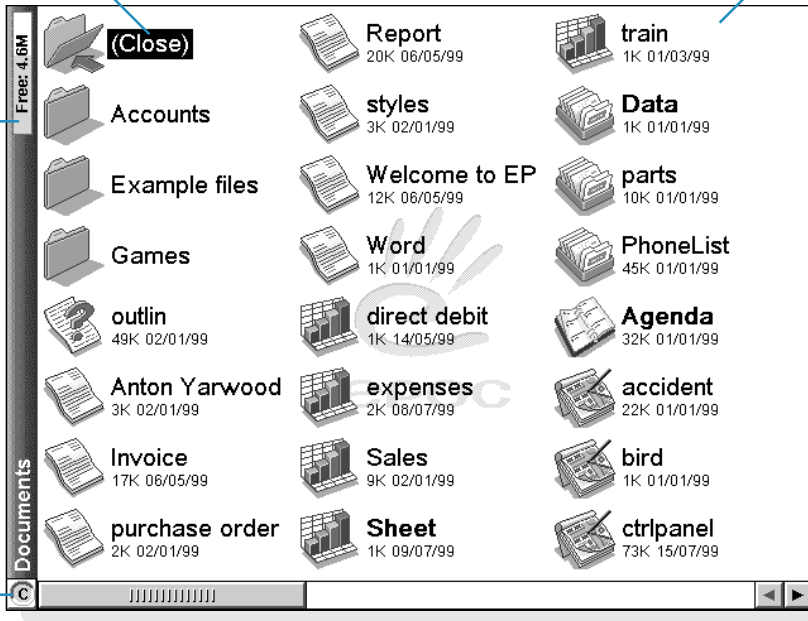 Free: 4.6M
Documents
(Close)
Accounts
Example files
Games
outlin
49K 02/01/99
Anton Yarwood
3K 02/01/99
Invoice
17K 06/05/99
purchase order
2K 02/01/99
Report
20K 06/05/99
styles
3K 02/01/99
Welcome to EP
12K 06/05/99
Word
1K 01/01/99
direct debit
1K 14/05/99
expenses
2K 08/07/99
Sales
9K 02/01/99
Sheet
1K 09/07/99
train
1K 01/03/99
Data
1K 01/01/99
parts
10K 01/01/99
PhoneList
45K 01/01/99
Agenda
32K 01/01/99
accident
22K 01/01/99
bird
1K 01/01/99
ctrlpanel
73K 15/07/99
EPOC
C